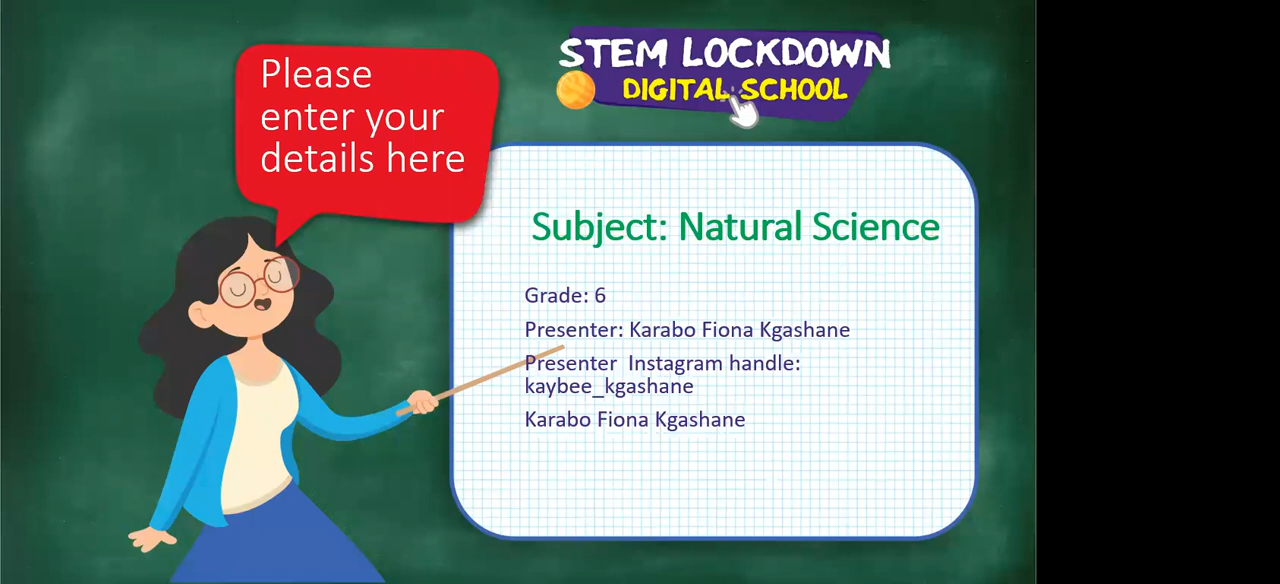 Please
enter your
details here
STEM LOCKDOWN
DIGITAL SCHOOL
Subject: Natural Science
Grade: 6
Presenter: Karabo Fiona Kgashane
Presenter Instagram handle:
kaybee_kgashane
Karabo Fiona Kgashane